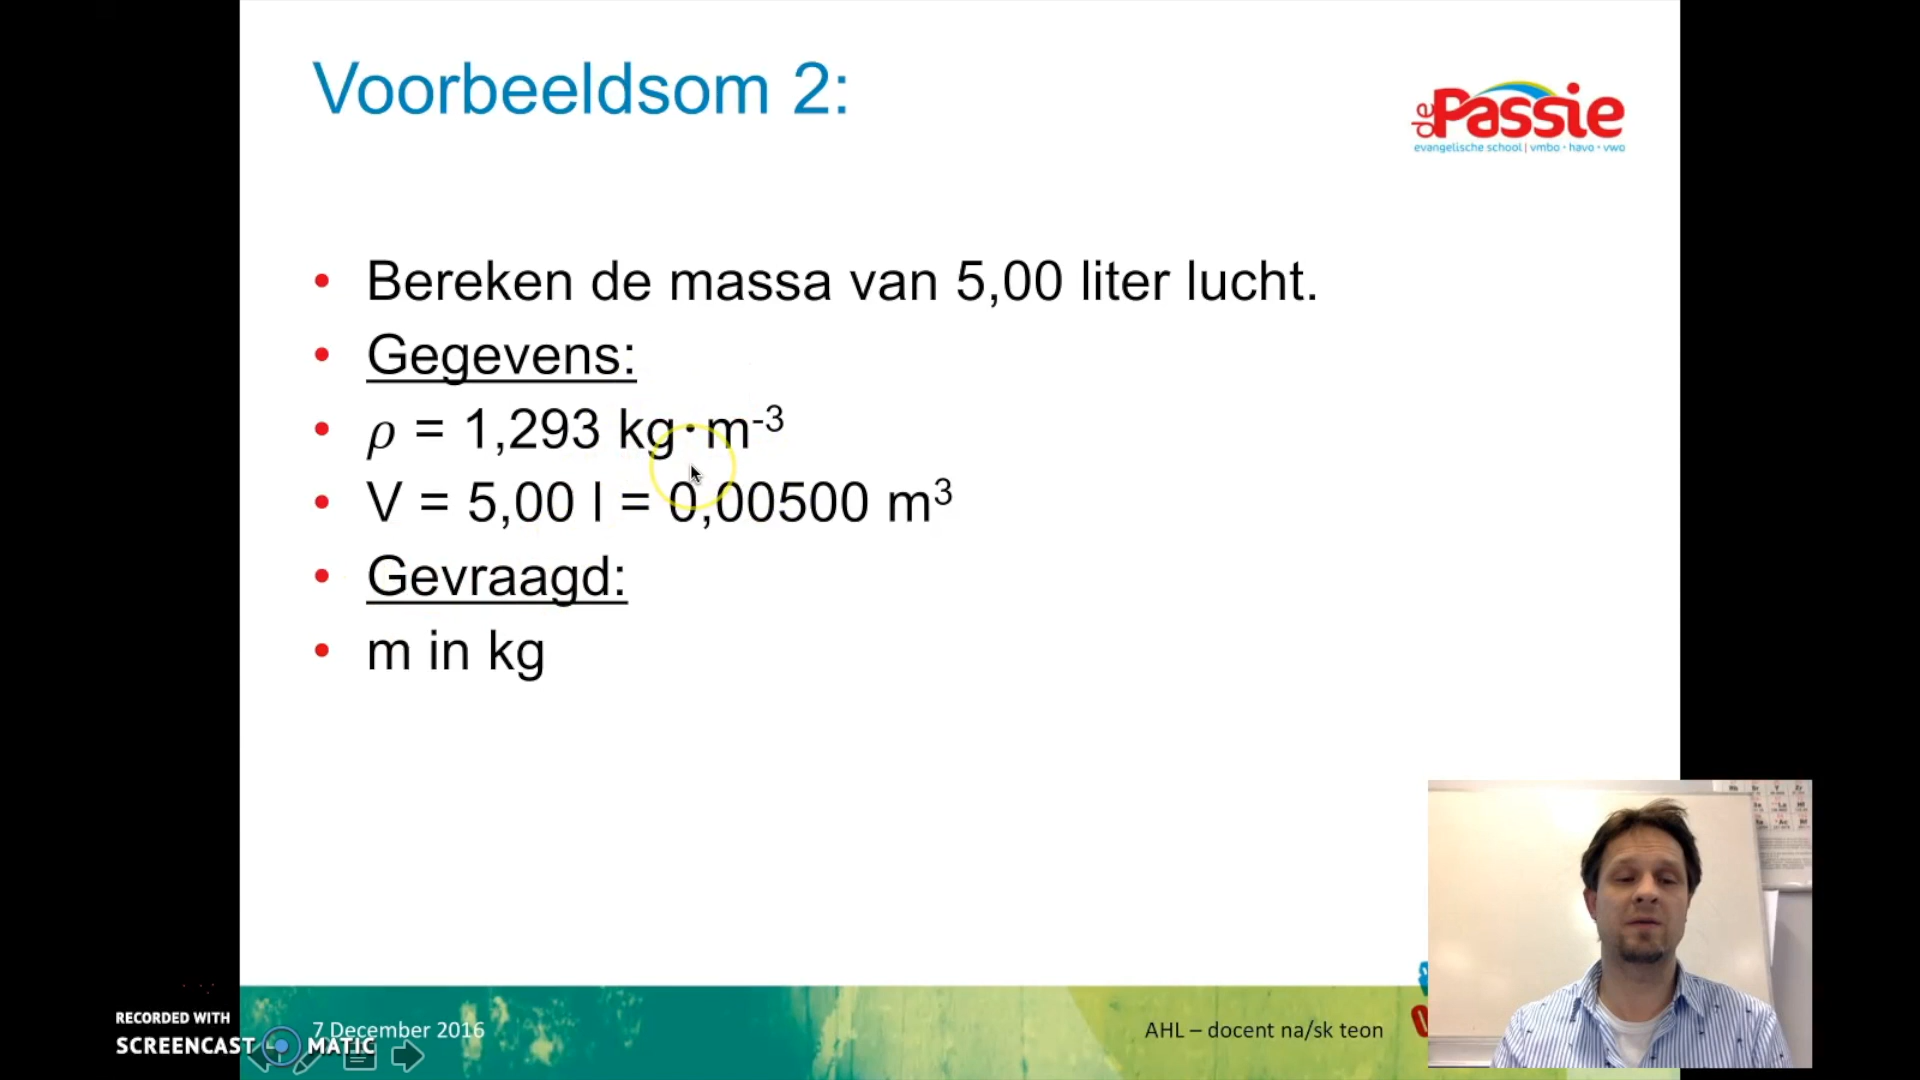 Voorbeeldsom 2:
de Passie
evangelische school | vmbo • havo • vwo
• Bereken de massa van 5,00 liter lucht.
• Gegevens:
• ρ = 1,293 kg·m⁻³
• V = 5,00 l = 0,00500 m³
• Gevraagd:
• m in kg
RECORDED WITH
SCREENCAST-O-MATIC
7 December 2016
AHL – docent na/sk teon